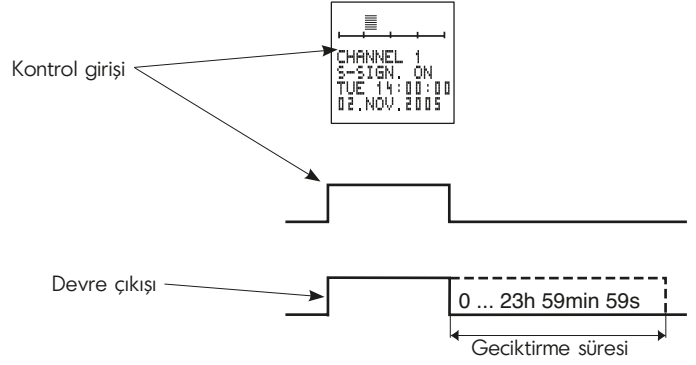 CHANNEL 1
S-SIGN. ON
TUE 14:00:00
02.NOV.2005
Kontrol girişi
Devre çıkışı
0 ... 23h 59min 59s
Geciktirme süresi